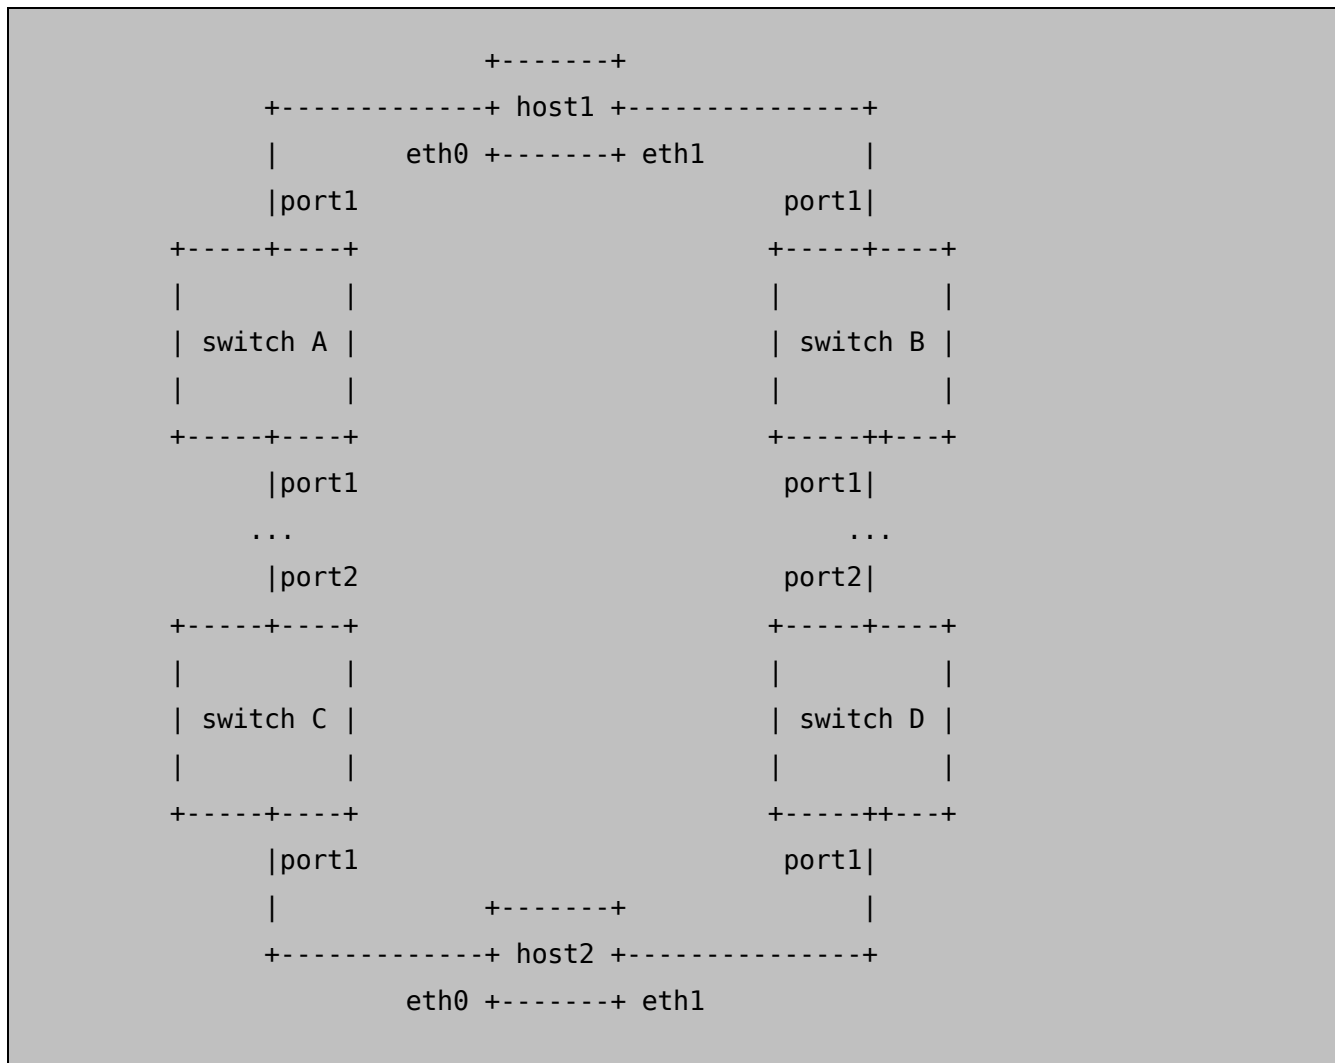 +-------+
      +-------------+ host1 +---------------+
      |        eth0 +-------+ eth1          |
      |port1                           port1|
+-----+----+                          +-----+----+
|          |                          |          |
| switch A |                          | switch B |
|          |                          |          |
+-----+----+                          +-----++---+
      |port1                           port1|
     ...                                   ...
      |port2                           port2|
+-----+----+                          +-----+----+
|          |                          |          |
| switch C |                          | switch D |
|          |                          |          |
+-----+----+                          +-----++---+
      |port1                           port1|
      |             +-------+               |
      +-------------+ host2 +---------------+
               eth0 +-------+ eth1